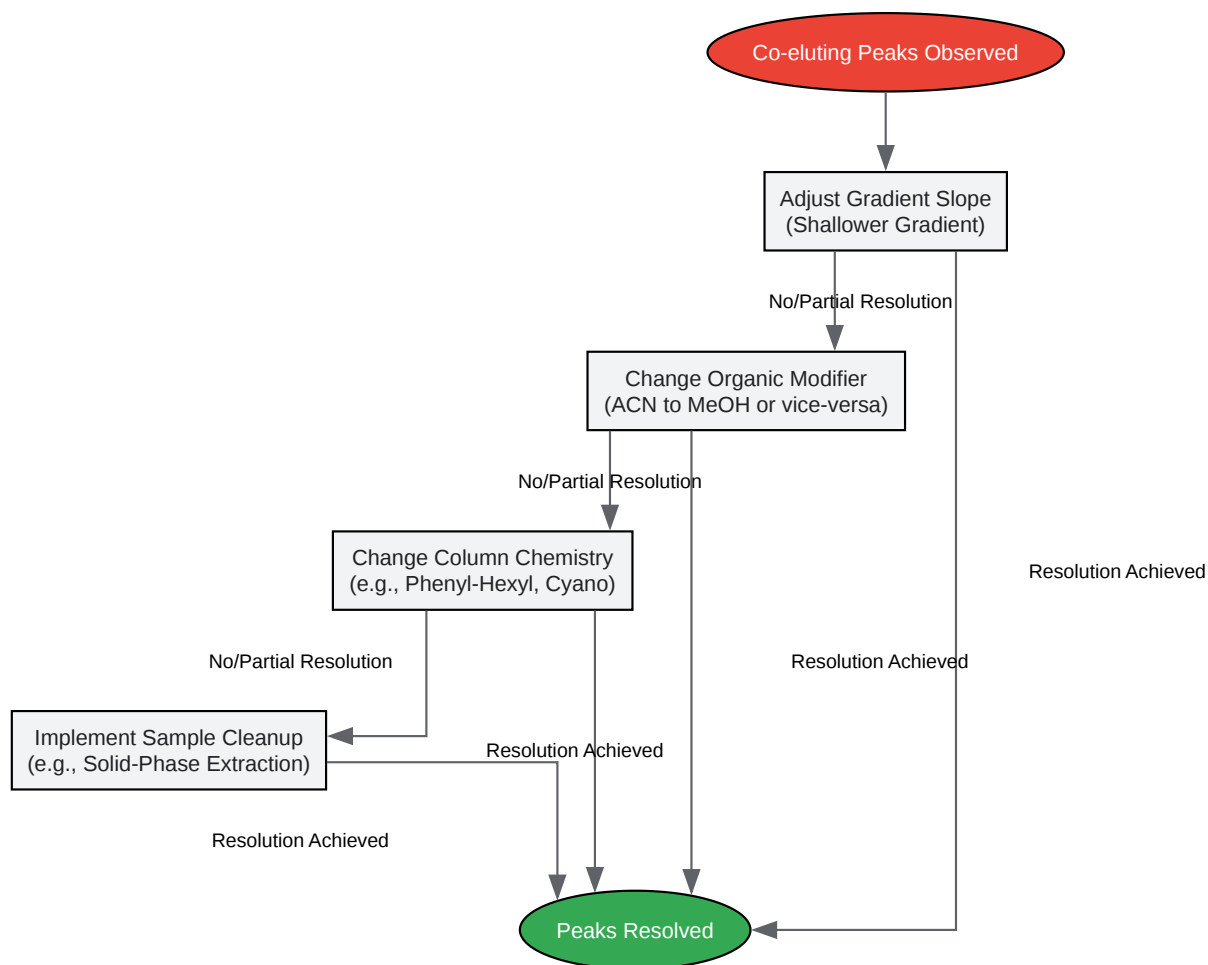 Co-eluting Peaks Observed
Adjust Gradient Slope
(Shallower Gradient)
No/Partial Resolution
Change Organic Modifier
(ACN to MeOH or vice-versa)
No/Partial Resolution
Change Column Chemistry
(e.g., Phenyl-Hexyl, Cyano)
Resolution Achieved
No/Partial Resolution
Resolution Achieved
Implement Sample Cleanup
(e.g., Solid-Phase Extraction)
Resolution Achieved
Resolution Achieved
Peaks Resolved